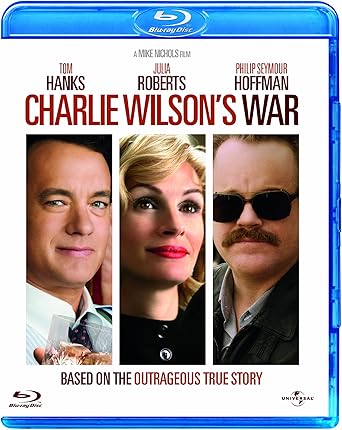 Blu-ray Disc
A MIKE NICHOLS FILM
TOM HANKS
JULIA ROBERTS
PHILIP SEYMOUR HOFFMAN
CHARLIE WILSON'S WAR
BASED ON THE OUTRAGEOUS TRUE STORY
Blu-ray Disc
UNIVERSAL